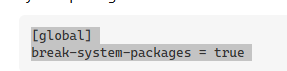 [global]
break-system-packages = true